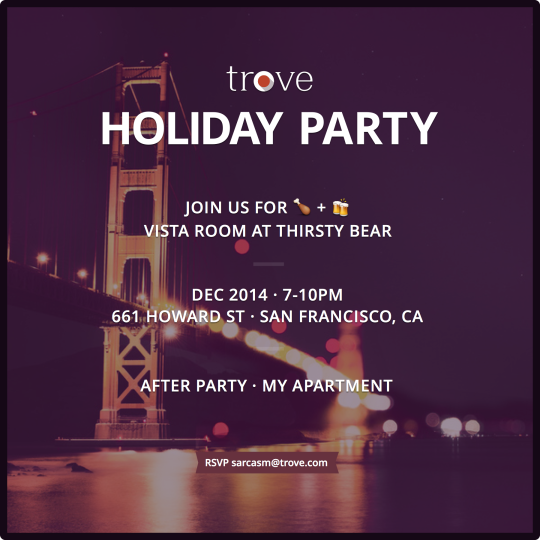 trove
HOLIDAY PARTY
JOIN US FOR 🍗 + 🍻
VISTA ROOM AT THIRSTY BEAR
DEC 2014 · 7-10PM
661 HOWARD ST · SAN FRANCISCO, CA
AFTER PARTY · MY APARTMENT
RSVP sarcasm@trove.com